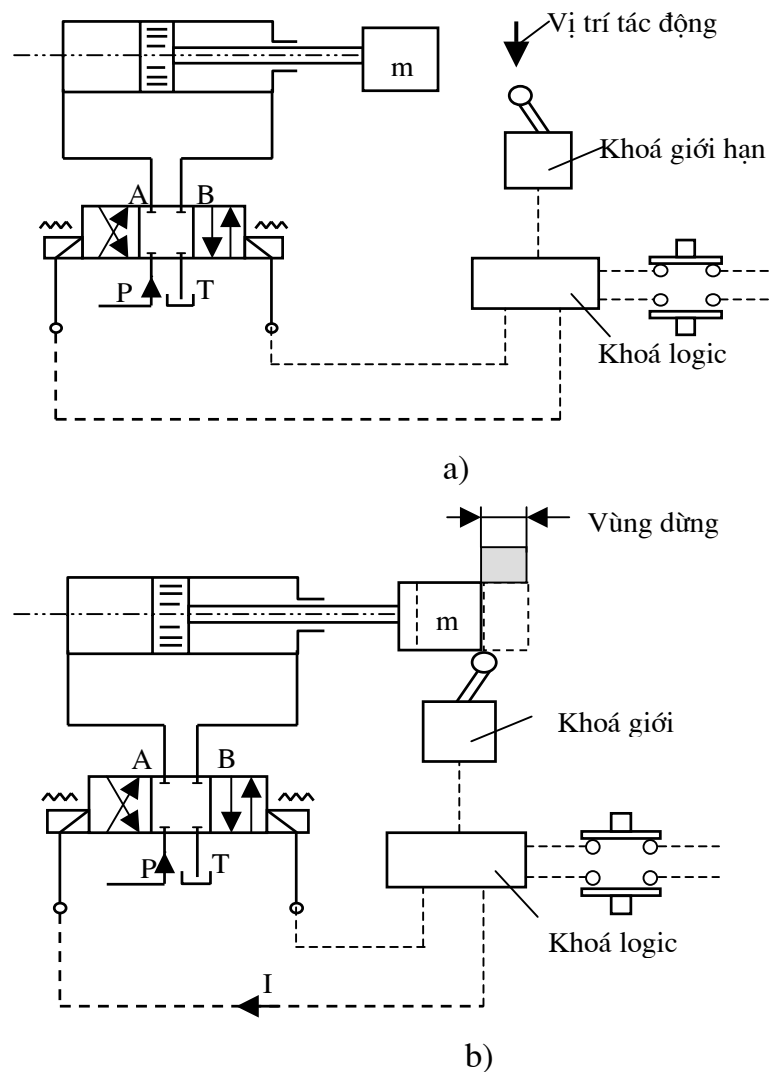 Vị trí tác động
m
Khoá giới hạn
A
B
P
T
Khoá logic
a)
Vùng dừng
m
Khoá giới
A
B
P
T
Khoá logic
I
b)